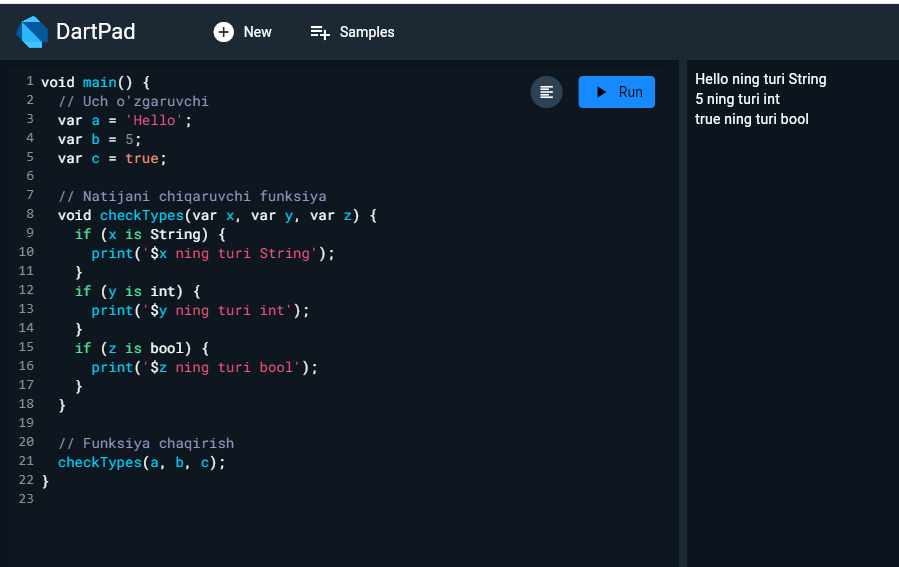 DartPad
New
Samples
Run
1 void main() {
2   // Uch o'zgaruvchi
3   var a = 'Hello';
4   var b = 5;
5   var c = true;
6
7   // Natijani chiqaruvchi funksiya
8   void checkTypes(var x, var y, var z) {
9     if (x is String) {
10       print('$x ning turi String');
11     }
12     if (y is int) {
13       print('$y ning turi int');
14     }
15     if (z is bool) {
16       print('$z ning turi bool');
17     }
18   }
19
20   // Funksiya chaqirish
21   checkTypes(a, b, c);
22 }
23
Hello ning turi String
5 ning turi int
true ning turi bool